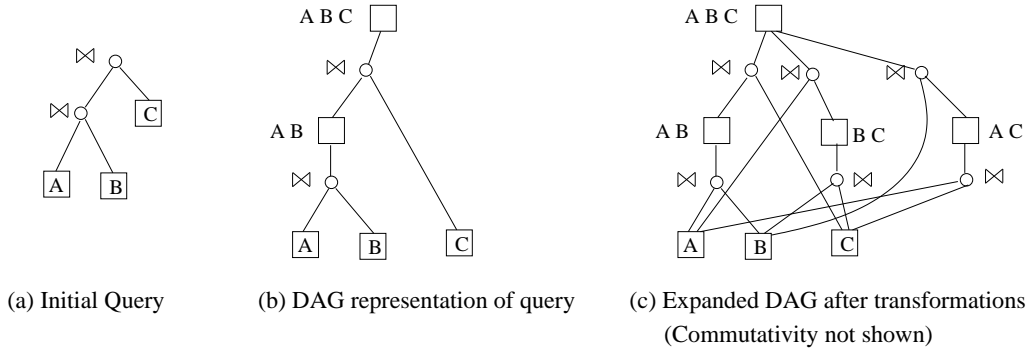 A B C
A B C
⋈
⋈
⋈
⋈
⋈
⋈
C
A B
A B
B C
A C
⋈
⋈
⋈
⋈
A
B
A
B
C
A
B
C
(a) Initial Query
(b) DAG representation of query
(c) Expanded DAG after transformations
(Commutativity not shown)